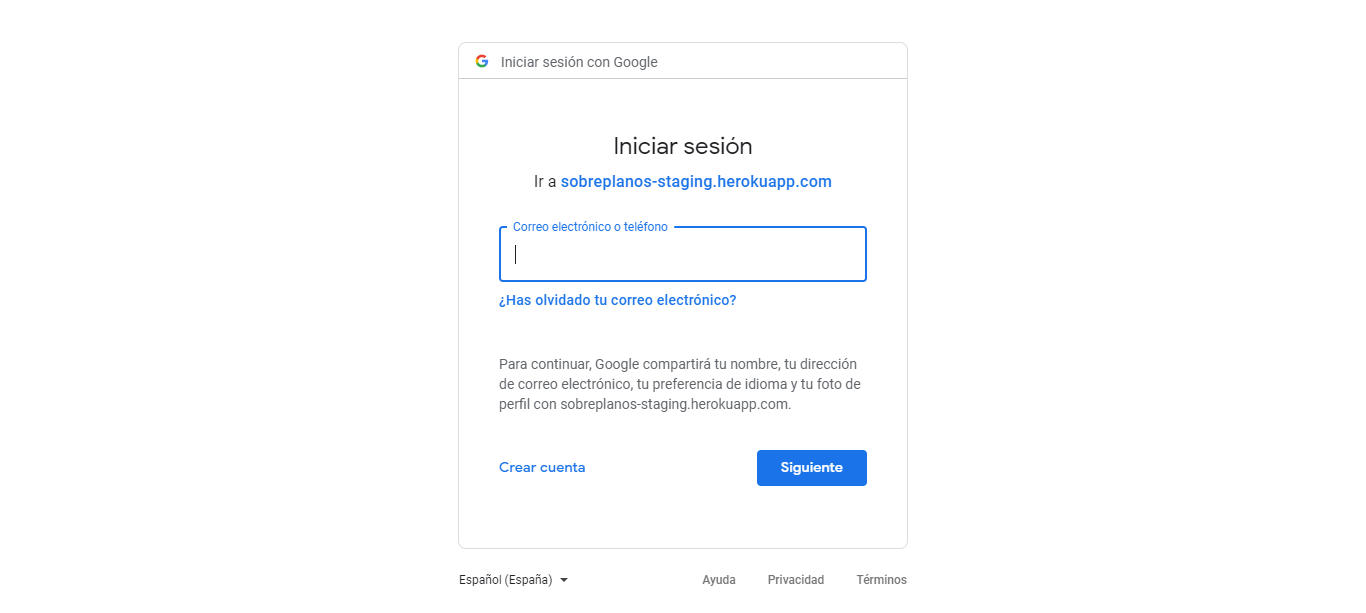 Iniciar sesión con Google
Iniciar sesión
Ir a sobreplanos-staging.herokuapp.com
Correo electrónico o teléfono
¿Has olvidado tu correo electrónico?
Para continuar, Google compartirá tu nombre, tu dirección
de correo electrónico, tu preferencia de idioma y tu foto de
perfil con sobreplanos-staging.herokuapp.com.
Crear cuenta
Siguiente
Español (España)
Ayuda
Privacidad
Términos